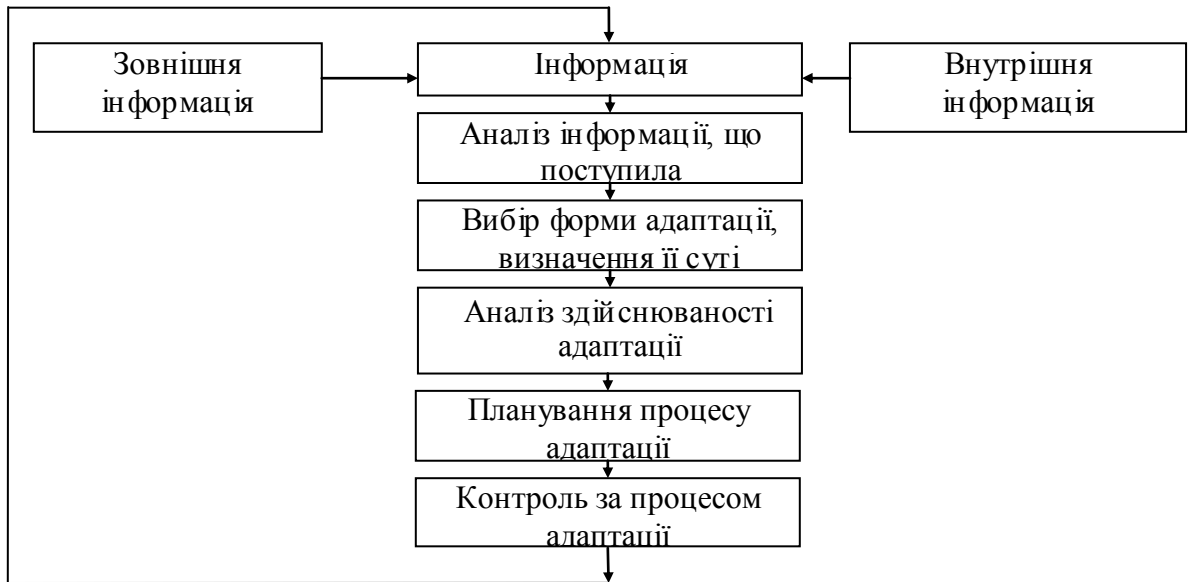 Зовнішня
інформація
Інформація
Внутрішня
інформація
Аналіз інформації, що
поступила
Вибір форми адаптації,
визначення її суті
Аналіз здійснюваності
адаптації
Планування процесу
адаптації
Контроль за процесом
адаптації